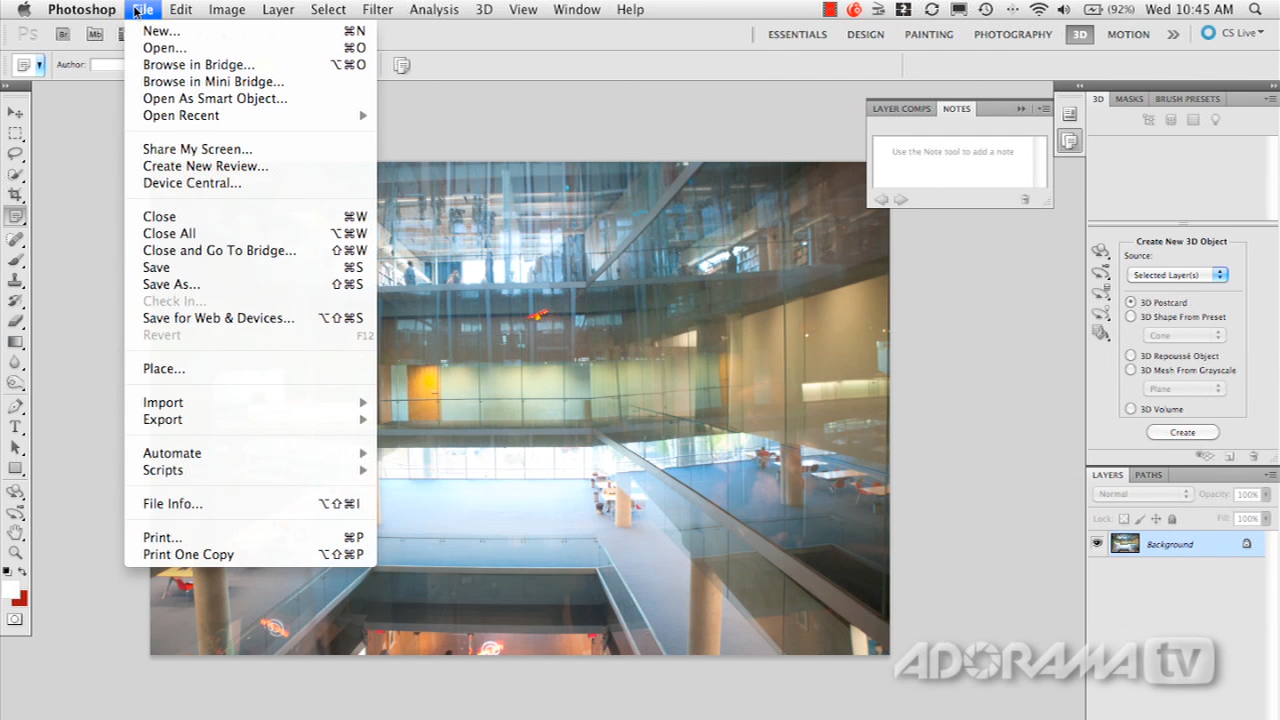 Photoshop File Edit Image Layer Select Filter Analysis 3D View Window Help (92%) Wed 10:45 AM
Ps Br Mb ESSENTIALS DESIGN PAINTING PHOTOGRAPHY 3D MOTION CS Live
Author:
New... ⌘N
Open... ⌘O
Browse in Bridge... ⌥⌘O
Browse in Mini Bridge...
Open As Smart Object...
Open Recent
Share My Screen...
Create New Review...
Device Central...
Close ⌘W
Close All ⌥⌘W
Close and Go To Bridge... ⇧⌘W
Save ⌘S
Save As... ⇧⌘S
Check In...
Save for Web & Devices... ⌥⇧⌘S
Revert F12
Place...
Import
Export
Automate
Scripts
File Info... ⌥⇧⌘I
Print... ⌘P
Print One Copy ⌥⇧⌘P
LAYER COMPS NOTES
Use the Note tool to add a note
3D MASKS BRUSH PRESETS
Create New 3D Object
Source:
Selected Layer(s)
3D Postcard
3D Shape From Preset
Cone
3D Repoussé Object
3D Mesh From Grayscale
Plane
3D Volume
Create
LAYERS PATHS
Normal Opacity: 100%
Lock: Fill: 100%
Background
ADORAMA tv